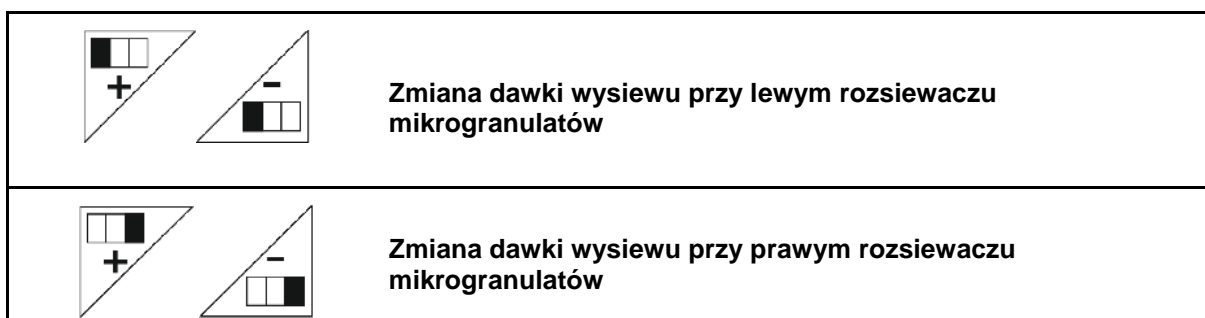 +
-
Zmiana dawki wysiewu przy lewym rozsiewaczu
mikrogranulatów
+
-
Zmiana dawki wysiewu przy prawym rozsiewaczu
mikrogranulatów